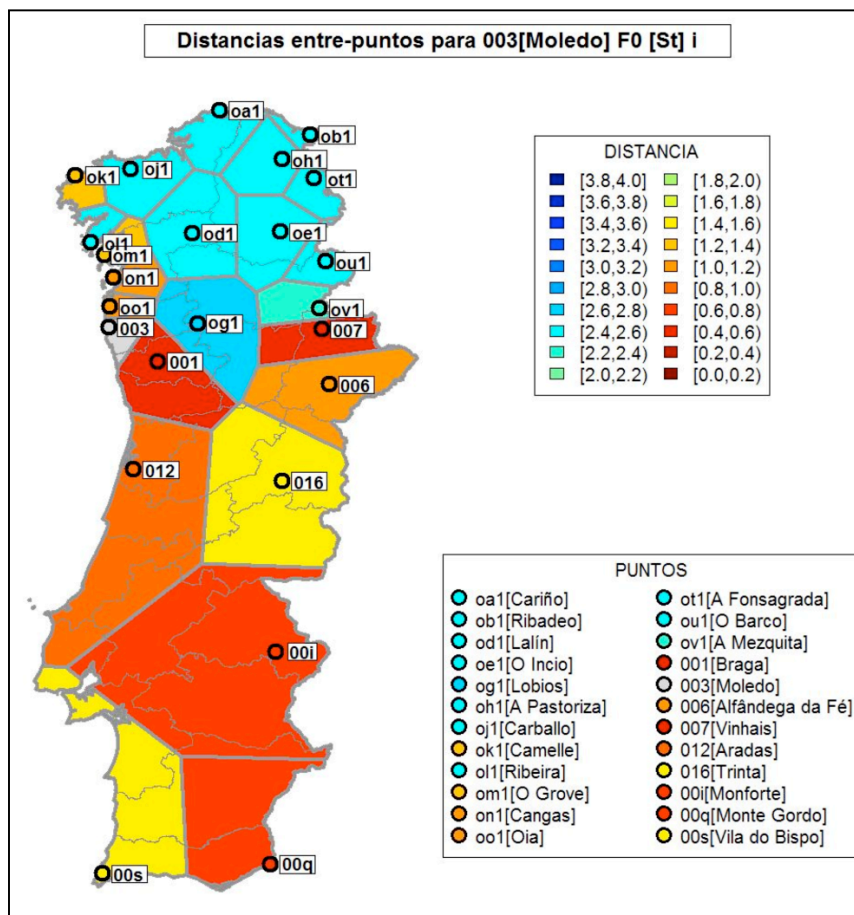 Distancias entre-puntos para 003[Moledo] F0 [St] i
oa1
ob1
oh1
oj1
ok1
ot1
od1
oe1
ol1
om1
ou1
on1
oo1
ov1
og1
003
007
001
006
012
016
00i
00s
00q
DISTANCIA
[3.8,4.0] [1.8,2.0)
[3.6,3.8) [1.6,1.8)
[3.4,3.6) [1.4,1.6)
[3.2,3.4) [1.2,1.4)
[3.0,3.2) [1.0,1.2)
[2.8,3.0) [0.8,1.0)
[2.6,2.8) [0.6,0.8)
[2.4,2.6) [0.4,0.6)
[2.2,2.4) [0.2,0.4)
[2.0,2.2) [0.0,0.2)
PUNTOS
oa1[Cariño] ot1[A Fonsagrada]
ob1[Ribadeo] ou1[O Barco]
od1[Lalín] ov1[A Mezquita]
oe1[O Incio] 001[Braga]
og1[Lobios] 003[Moledo]
oh1[A Pastoriza] 006[Alfândega da Fé]
oj1[Carballo] 007[Vinhais]
ok1[Camelle] 012[Aradas]
ol1[Ribeira] 016[Trinta]
om1[O Grove] 00i[Monforte]
on1[Cangas] 00q[Monte Gordo]
oo1[Oia] 00s[Vila do Bispo]